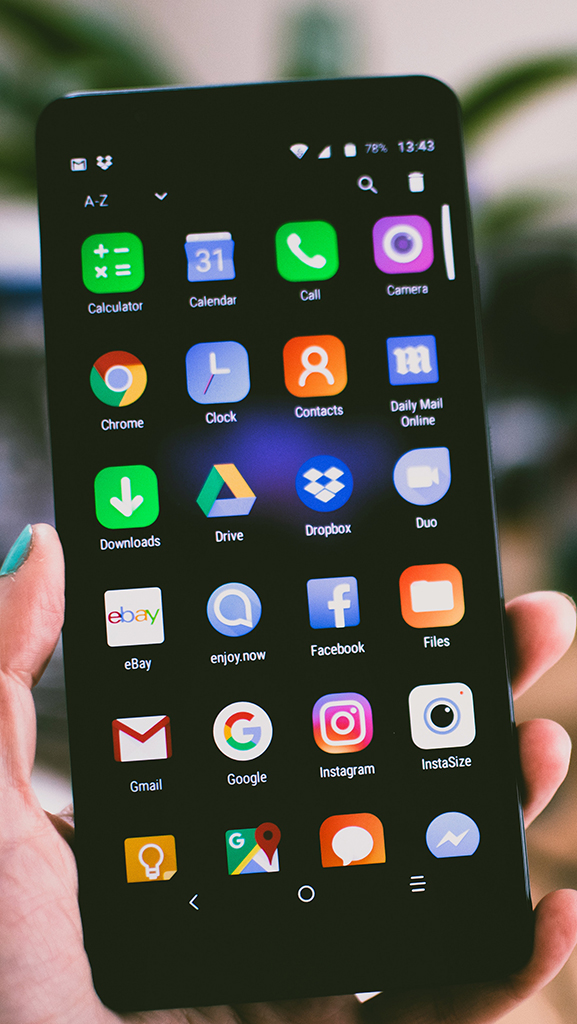 78% 13:43
A-Z
31
Calculator Calendar Call Camera
Chrome Clock Contacts Daily Mail
Online
m
Downloads Drive Dropbox Duo
ebay
eBay enjoy.now Facebook Files
f
G
Gmail Google Instagram InstaSize
G